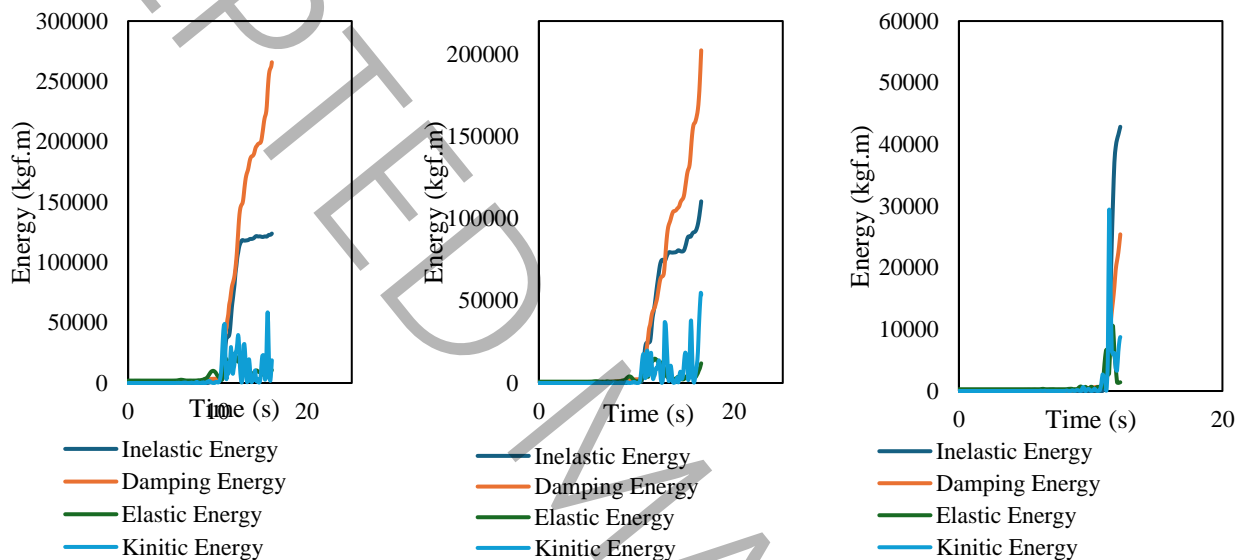 300000
250000
200000
150000
100000
50000
0
Energy (kgf.m)
0 10 20
Time (s)
Inelastic Energy
Damping Energy
Elastic Energy
Kinitic Energy
200000
150000
100000
50000
0
Energy (kgf.m)
0 20
Time (s)
Inelastic Energy
Damping Energy
Elastic Energy
Kinitic Energy
60000
50000
40000
30000
20000
10000
0
Energy (kgf.m)
0 20
Time (s)
Inelastic Energy
Damping Energy
Elastic Energy
Kinitic Energy
PTED M